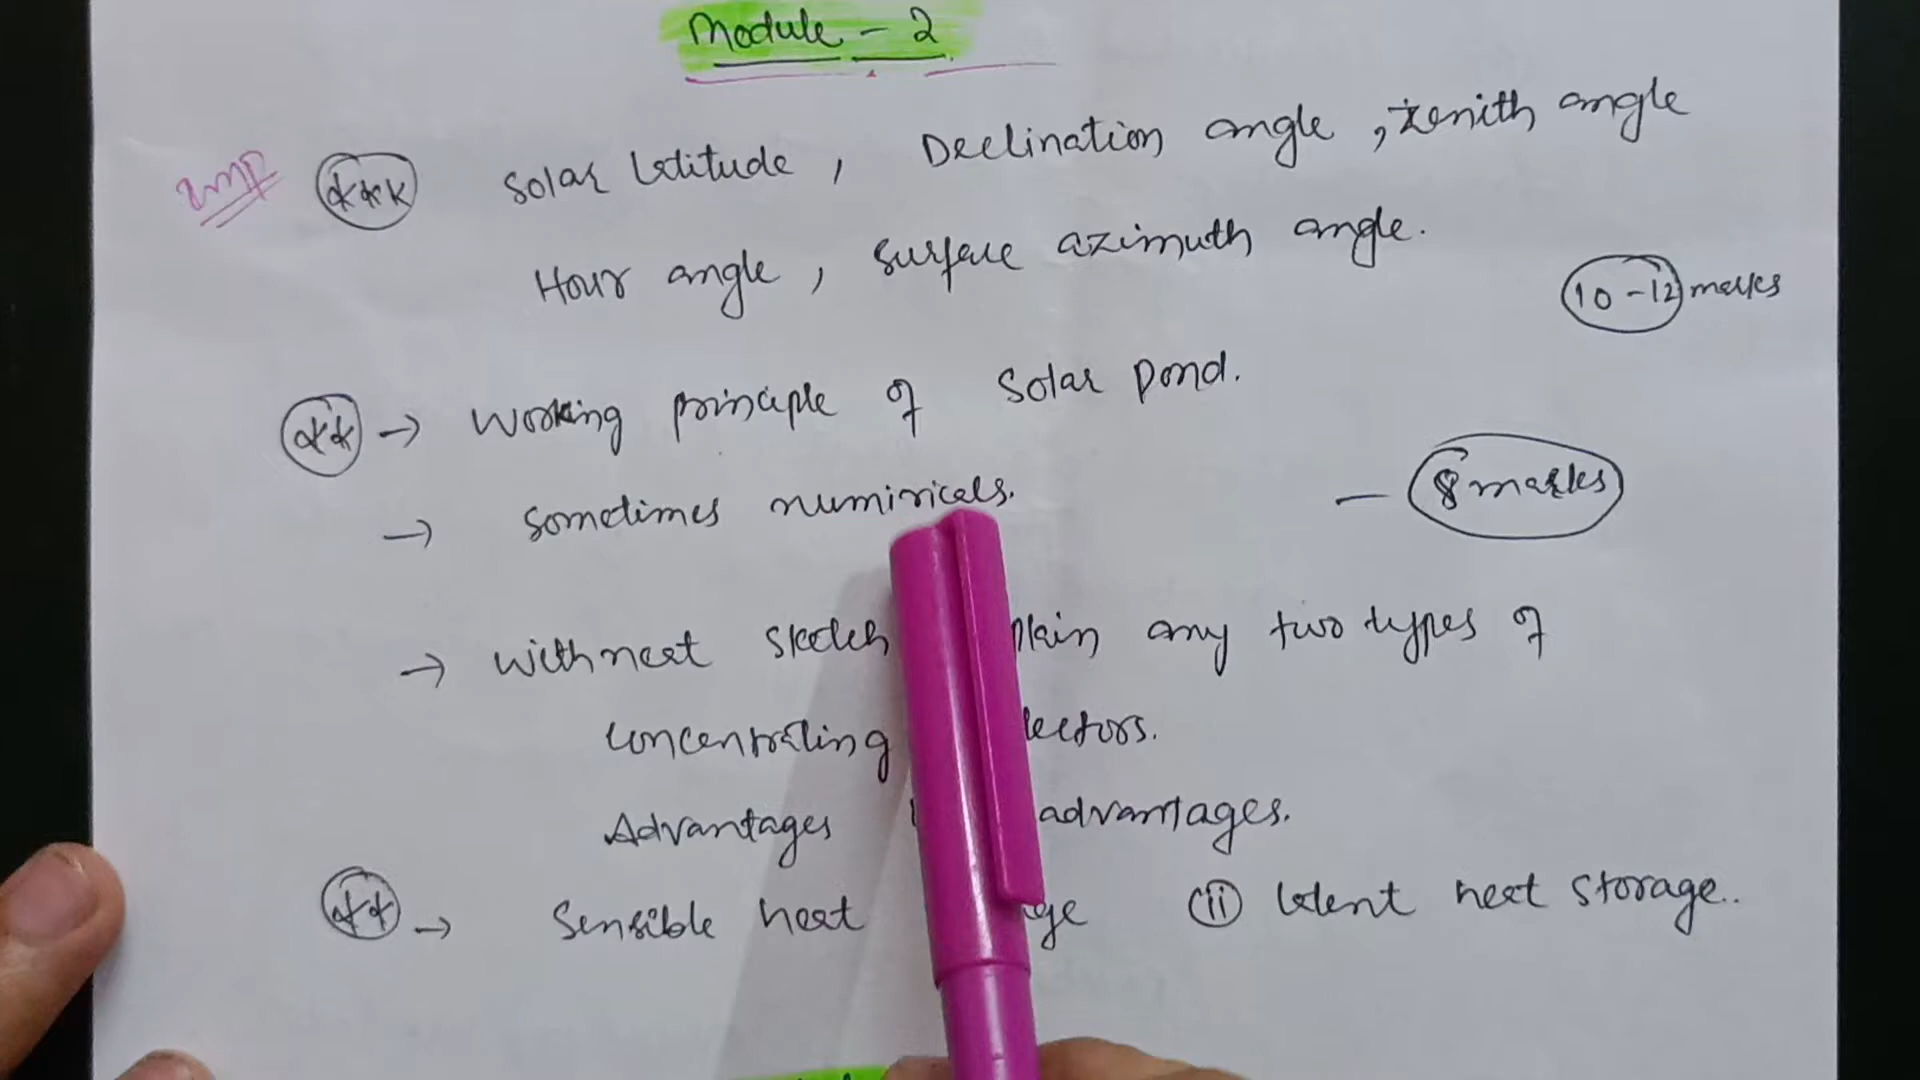 Module - 2
Imp *** Solar Latitude, Declination angle, zenith angle
Hour angle, surface azimuth angle.
10 - 12 marks
** → Working principle of Solar Pond.
→ Sometimes numiricals. - 8 marks
→ with neat sketch plain any two types of
Concentrating lectors.
Advantages advantages.
** → Sensible heat ge (ii) Latent heat storage..